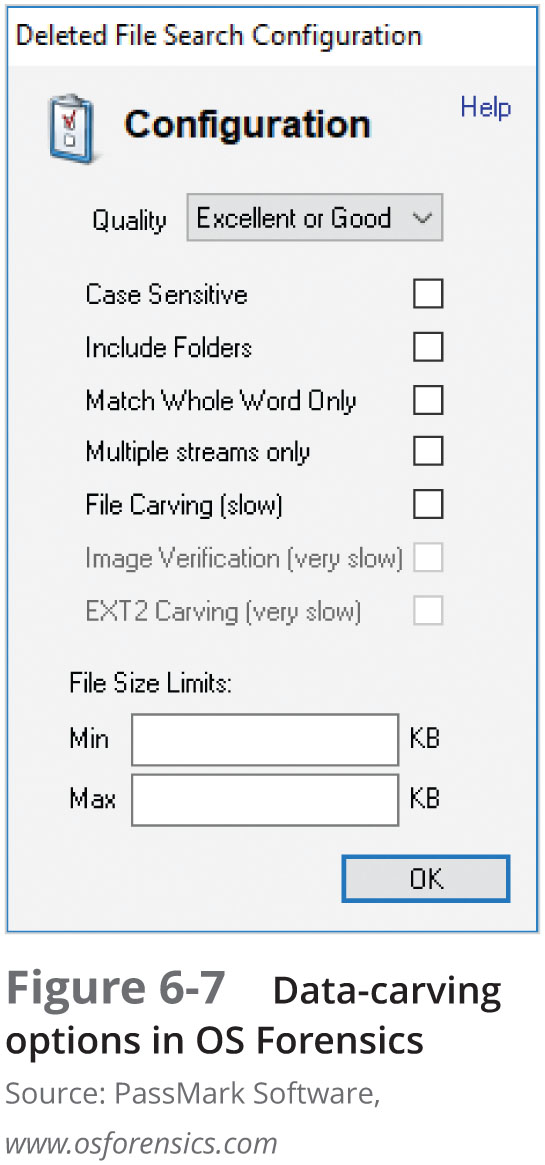 Deleted File Search Configuration
Configuration
Help
Quality Excellent or Good
Case Sensitive
Include Folders
Match Whole Word Only
Multiple streams only
File Carving (slow)
Image Verification (very slow)
EXT2 Carving (very slow)
File Size Limits:
Min KB
Max KB
OK
Figure 6-7 Data-carving
options in OS Forensics
Source: PassMark Software,
www.osforensics.com